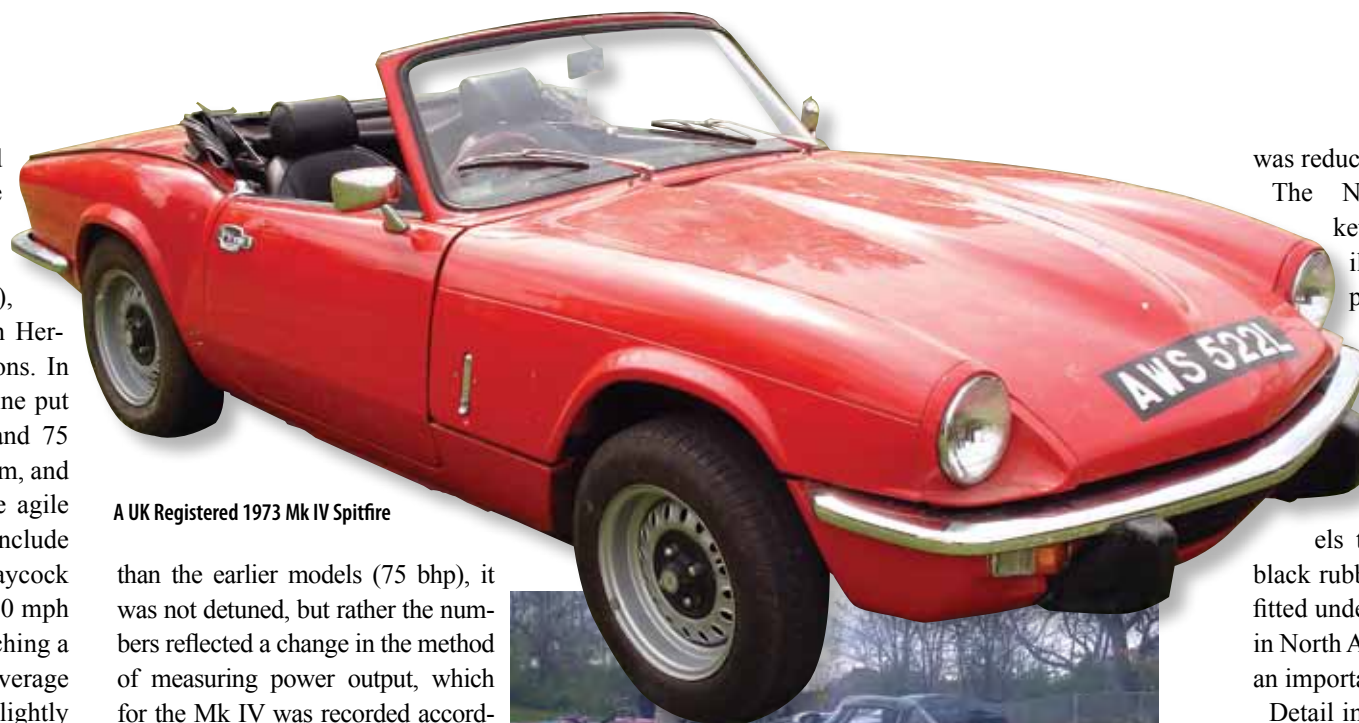 ),
n Her-
ons. In
ine put
and 75
m, and
e agile
nclude
aycock
0 mph
ching a
verage
lightly
AWS 522L
A UK Registered 1973 Mk IV Spitfire
than the earlier models (75 bhp), it
was not detuned, but rather the num-
bers reflected a change in the method
of measuring power output, which
for the Mk IV was recorded accord-
was reduc
The N
ke
il
p
els t
black rubb
fitted unde
in North A
an importa
Detail in